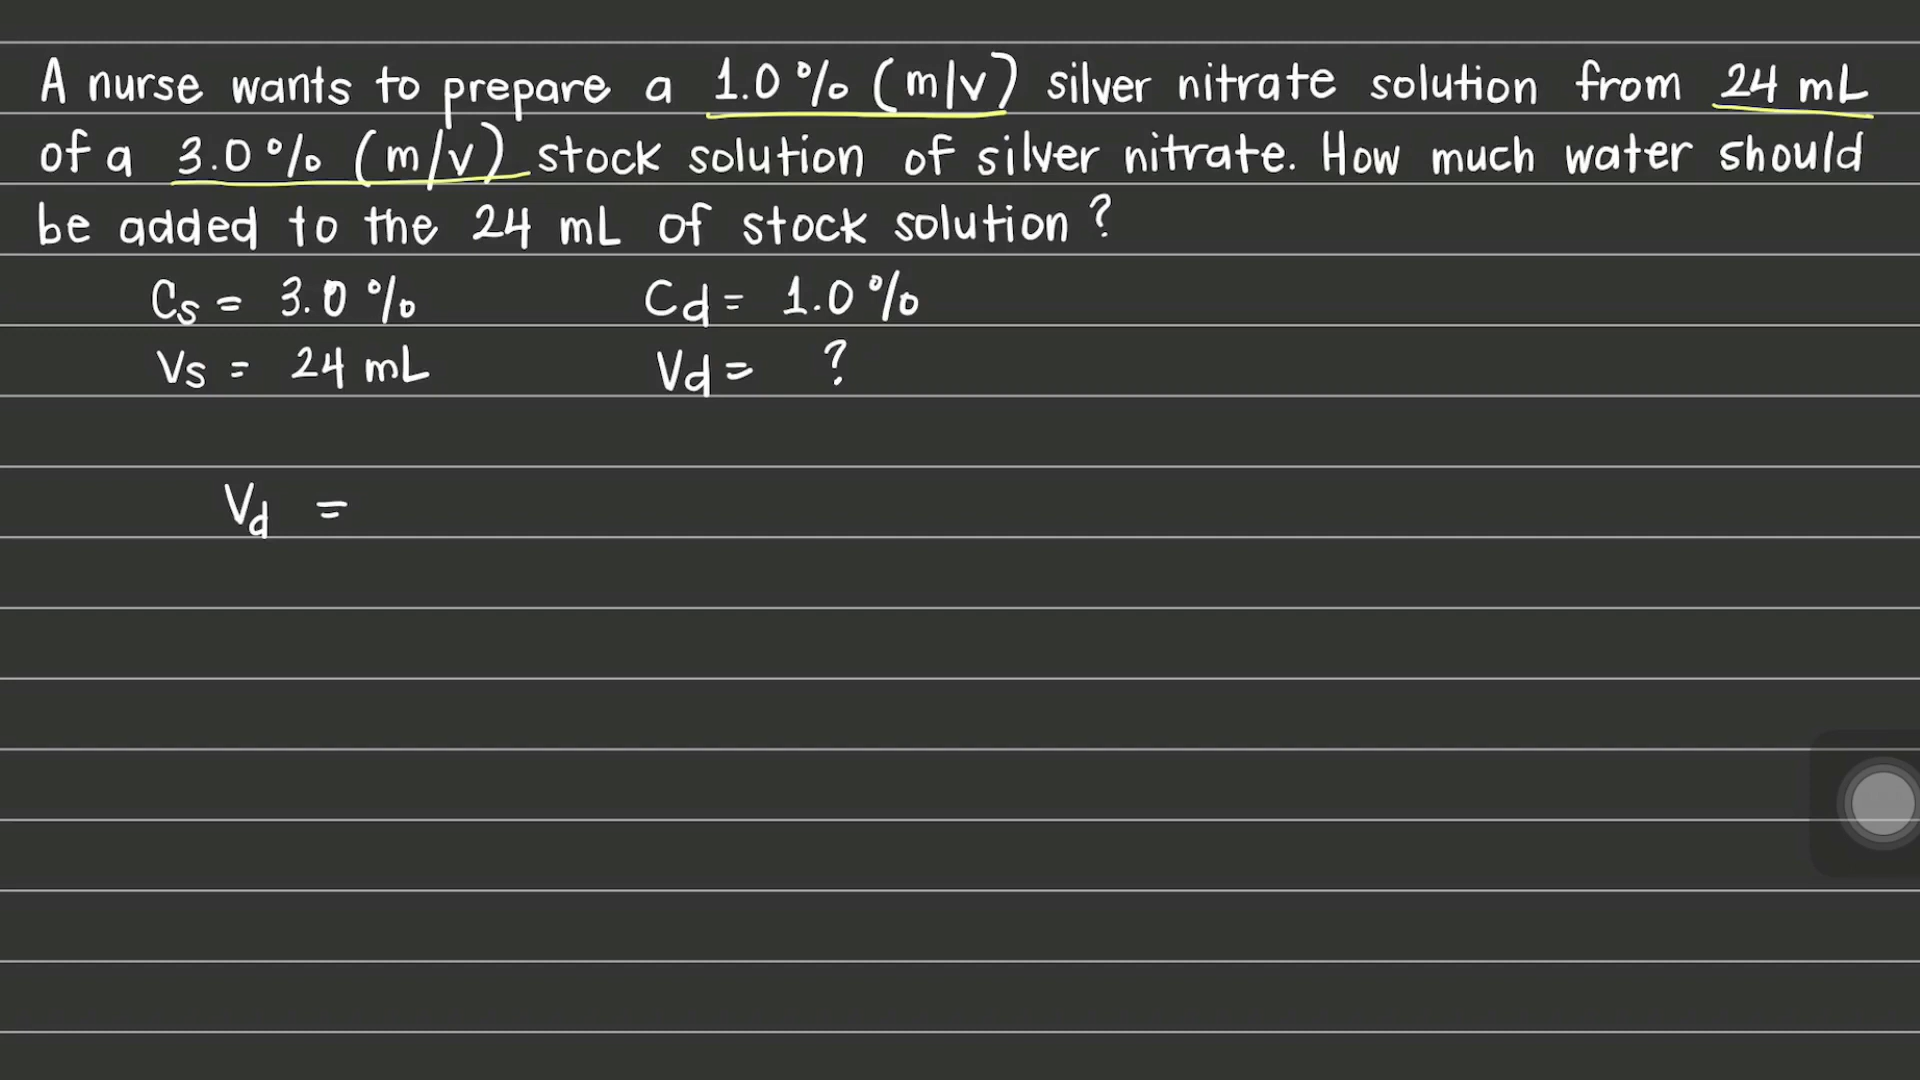 A nurse wants to prepare a 1.0% (m/v) silver nitrate solution from 24 mL
of a 3.0% (m/v) stock solution of silver nitrate. How much water should
be added to the 24 mL of stock solution?
Cs = 3.0% Cd = 1.0%
Vs = 24 mL Vd = ?
Vd =